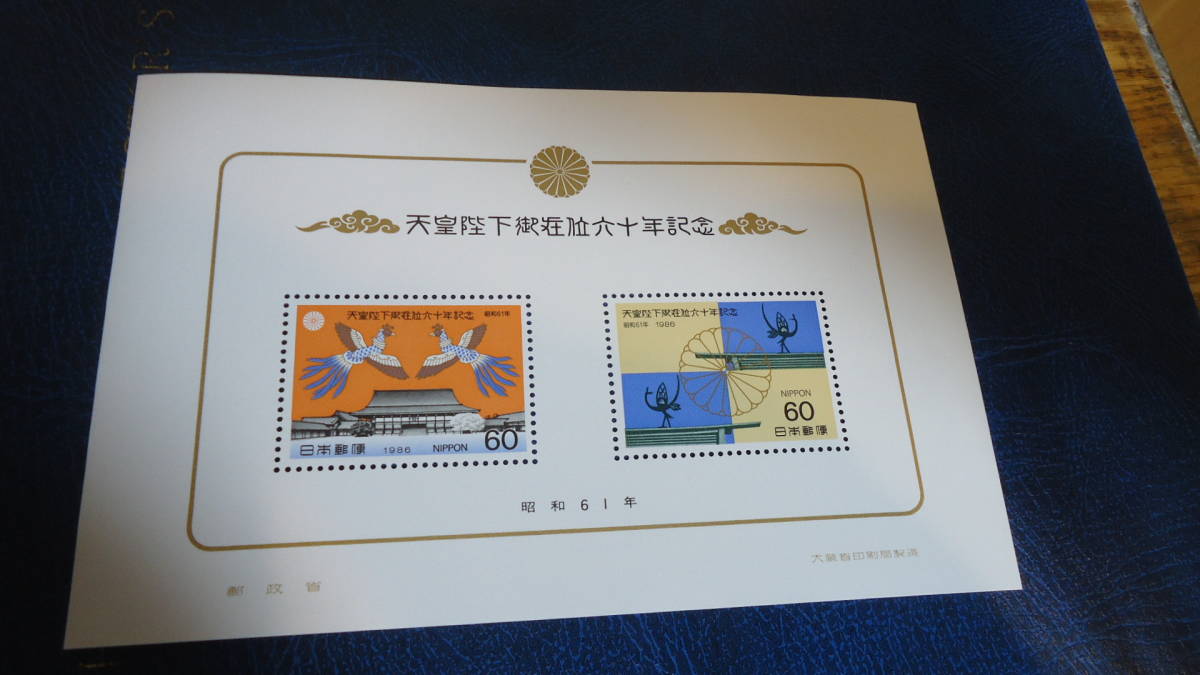 RS
天皇陛下御在位六十年記念
天皇陛下御在位六十年記念 昭和61年
日本郵便 1986 NIPPON 60
天皇陛下御在位六十年記念
昭和61年 1986
NIPPON
60
日本郵便
昭和61年
大蔵省印刷局製造
郵政省